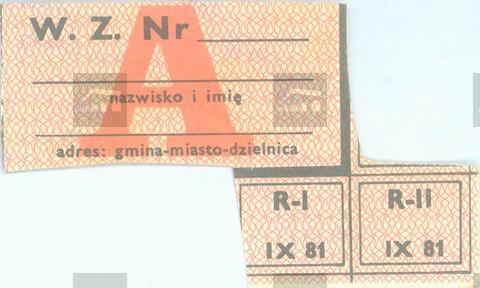 W. Z. Nr
A
nazwisko i imię
adres: gmina-miasto-dzielnica
R-I
R-II
IX 81
IX 81